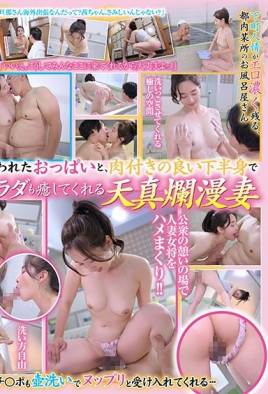 下町人情が
エロ濃く残る
都内某所の
お風呂屋さん
洗いっこさせてくれる
癒しの空間
われたおっぱいと、肉付きの良い下半身で
ラダも癒してくれる 天真爛漫妻
公衆の憩いの場で
人妻女将を
ハメまくり!!
洗い方自由
チ〇ポも壺洗いでヌップリと受け入れてくれる…